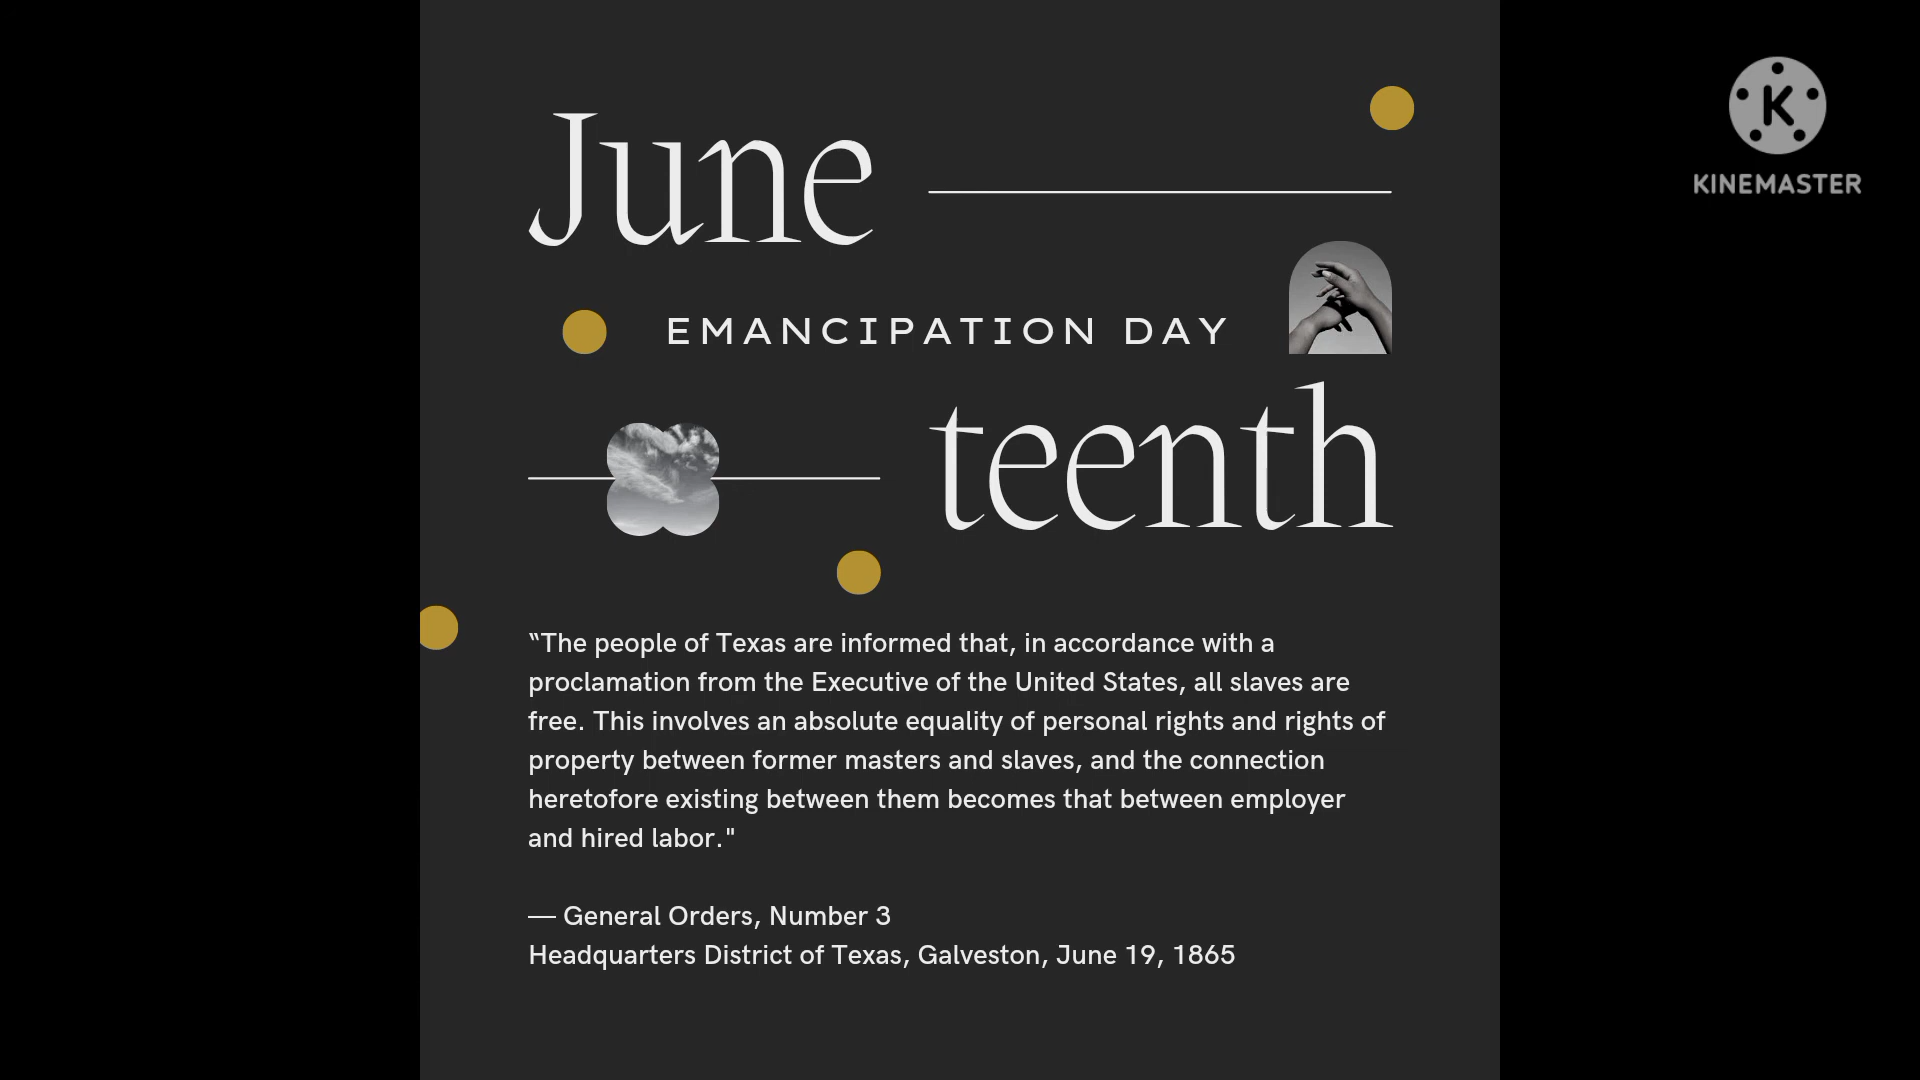 June
EMANCIPATION DAY
teenth
“The people of Texas are informed that, in accordance with a
proclamation from the Executive of the United States, all slaves are
free. This involves an absolute equality of personal rights and rights of
property between former masters and slaves, and the connection
heretofore existing between them becomes that between employer
and hired labor."
— General Orders, Number 3
Headquarters District of Texas, Galveston, June 19, 1865
K
KINEMASTER